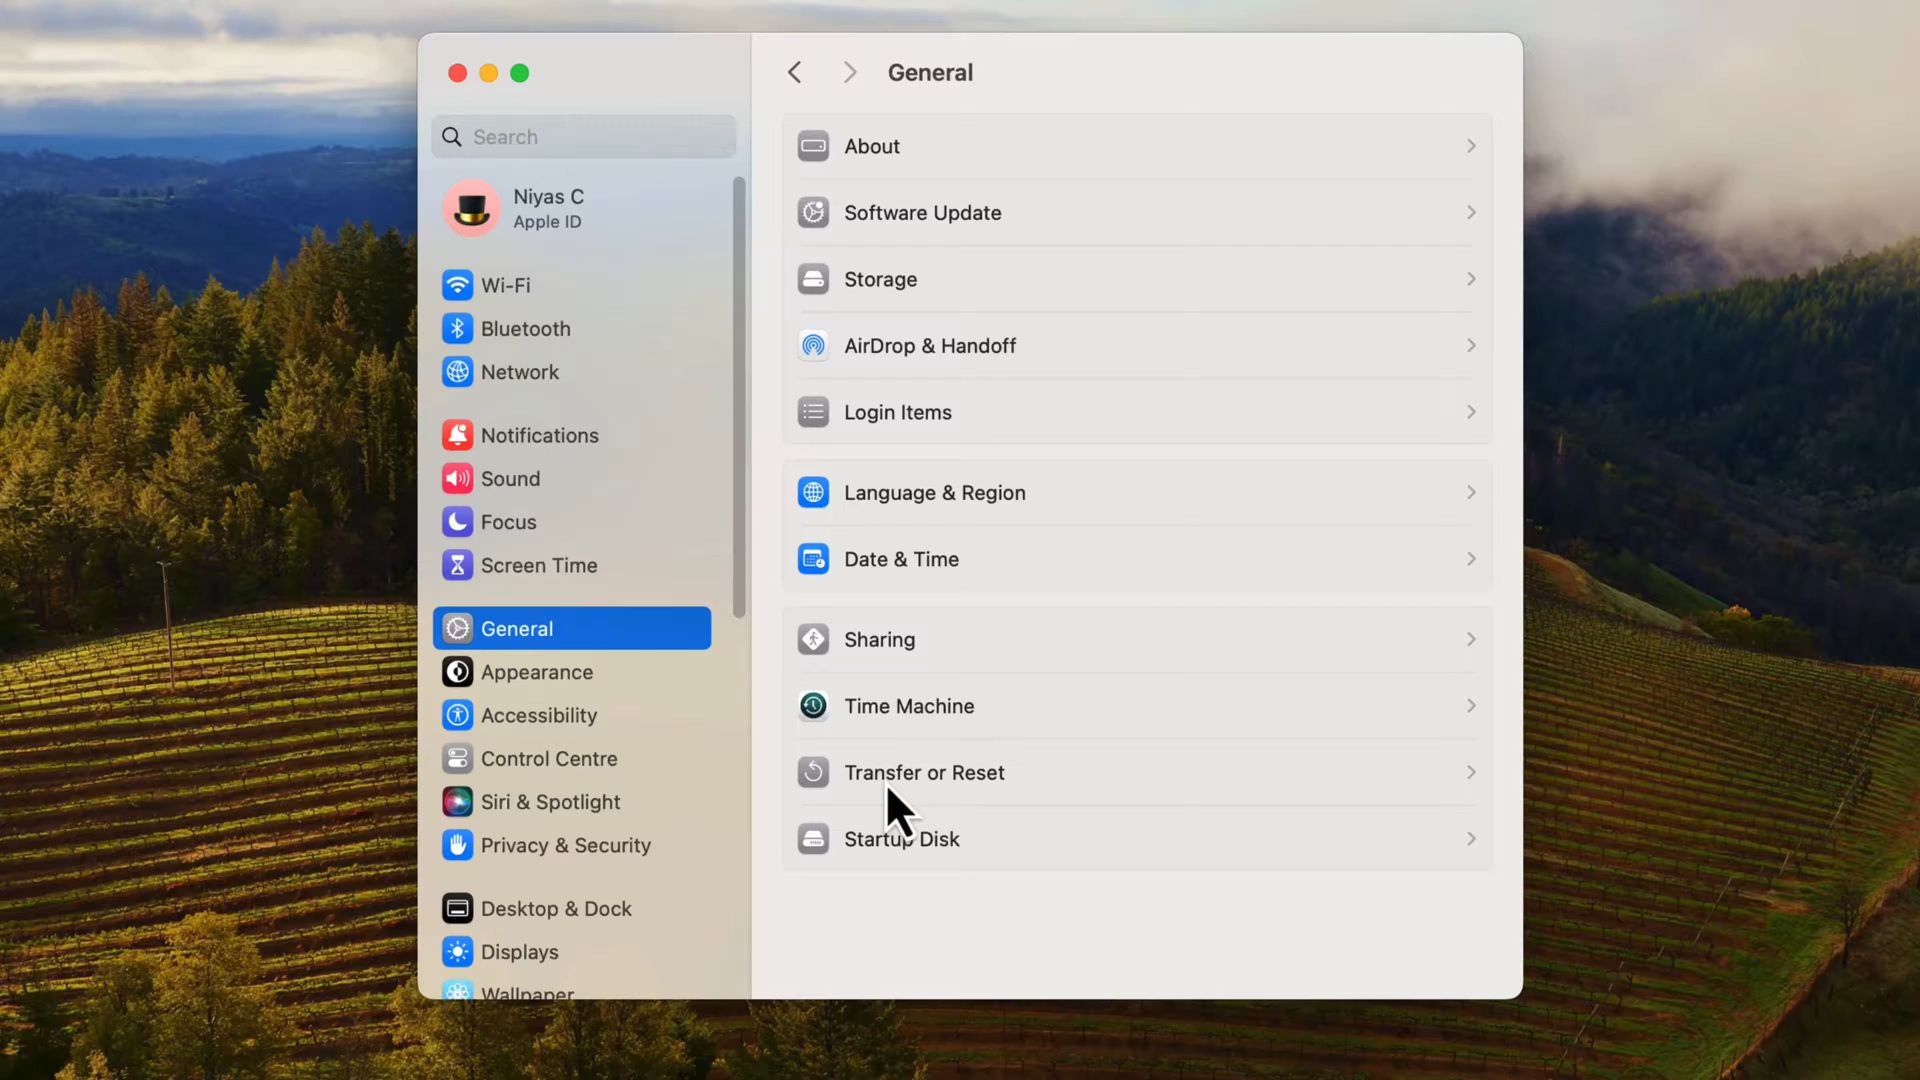 General
Search
Niyas C
Apple ID
Wi-Fi
Bluetooth
Network
Notifications
Sound
Focus
Screen Time
General
Appearance
Accessibility
Control Centre
Siri & Spotlight
Privacy & Security
Desktop & Dock
Displays
Wallpaper
About
Software Update
Storage
AirDrop & Handoff
Login Items
Language & Region
Date & Time
Sharing
Time Machine
Transfer or Reset
Startup Disk